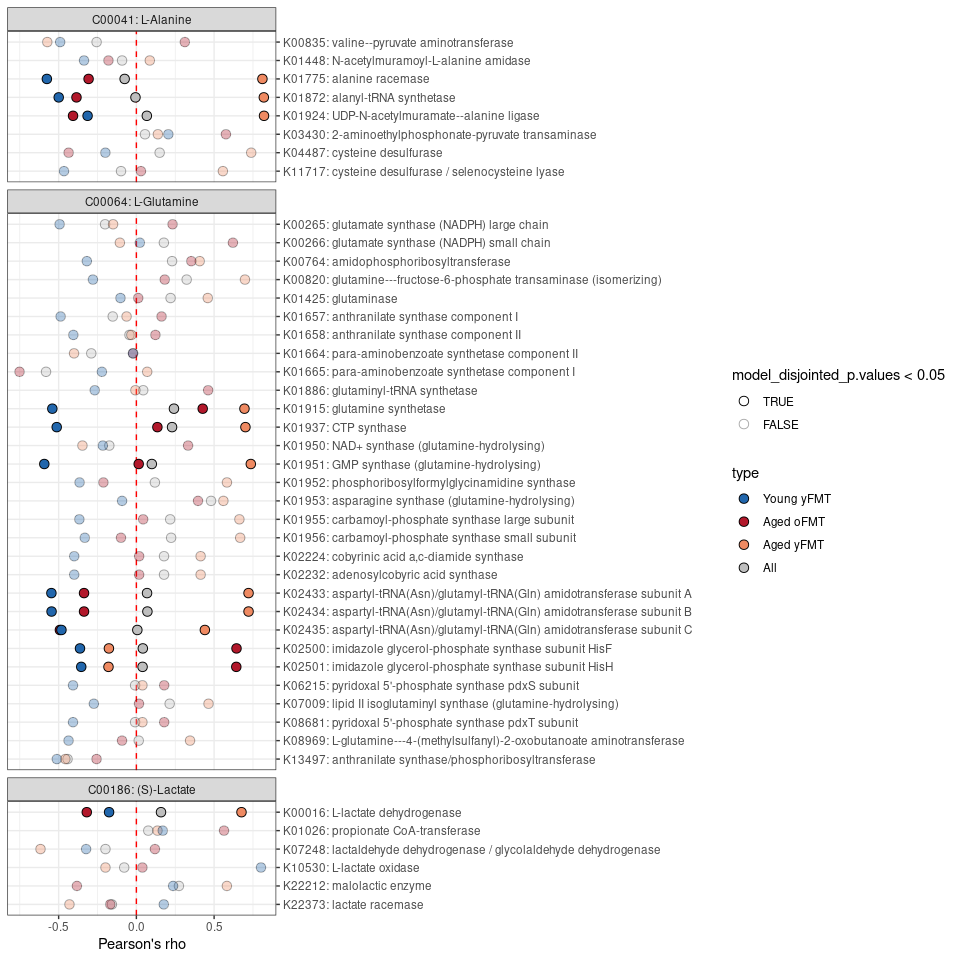 C00041: L-Alanine
K00835: valine--pyruvate aminotransferase
K01448: N-acetylmuramoyl-L-alanine amidase
K01775: alanine racemase
K01872: alanyl-tRNA synthetase
K01924: UDP-N-acetylmuramate--alanine ligase
K03430: 2-aminoethylphosphonate-pyruvate transaminase
K04487: cysteine desulfurase
K11717: cysteine desulfurase / selenocysteine lyase
C00064: L-Glutamine
K00265: glutamate synthase (NADPH) large chain
K00266: glutamate synthase (NADPH) small chain
K00764: amidophosphoribosyltransferase
K00820: glutamine---fructose-6-phosphate transaminase (isomerizing)
K01425: glutaminase
K01657: anthranilate synthase component I
K01658: anthranilate synthase component II
K01664: para-aminobenzoate synthetase component II
K01665: para-aminobenzoate synthetase component I
K01886: glutaminyl-tRNA synthetase
K01915: glutamine synthetase
K01937: CTP synthase
K01950: NAD+ synthase (glutamine-hydrolysing)
K01951: GMP synthase (glutamine-hydrolysing)
K01952: phosphoribosylformylglycinamidine synthase
K01953: asparagine synthase (glutamine-hydrolysing)
K01955: carbamoyl-phosphate synthase large subunit
K01956: carbamoyl-phosphate synthase small subunit
K02224: cobyrinic acid a,c-diamide synthase
K02232: adenosylcobyric acid synthase
K02433: aspartyl-tRNA(Asn)/glutamyl-tRNA(Gln) amidotransferase subunit A
K02434: aspartyl-tRNA(Asn)/glutamyl-tRNA(Gln) amidotransferase subunit B
K02435: aspartyl-tRNA(Asn)/glutamyl-tRNA(Gln) amidotransferase subunit C
K02500: imidazole glycerol-phosphate synthase subunit HisF
K02501: imidazole glycerol-phosphate synthase subunit HisH
K06215: pyridoxal 5'-phosphate synthase pdxS subunit
K07009: lipid II isoglutaminyl synthase (glutamine-hydrolysing)
K08681: pyridoxal 5'-phosphate synthase pdxT subunit
K08969: L-glutamine---4-(methylsulfanyl)-2-oxobutanoate aminotransferase
K13497: anthranilate synthase/phosphoribosyltransferase
C00186: (S)-Lactate
K00016: L-lactate dehydrogenase
K01026: propionate CoA-transferase
K07248: lactaldehyde dehydrogenase / glycolaldehyde dehydrogenase
K10530: L-lactate oxidase
K22212: malolactic enzyme
K22373: lactate racemase
-0.5 0.0 0.5
Pearson's rho
model_disjointed_p.values < 0.05
TRUE
FALSE
type
Young yFMT
Aged oFMT
Aged yFMT
All